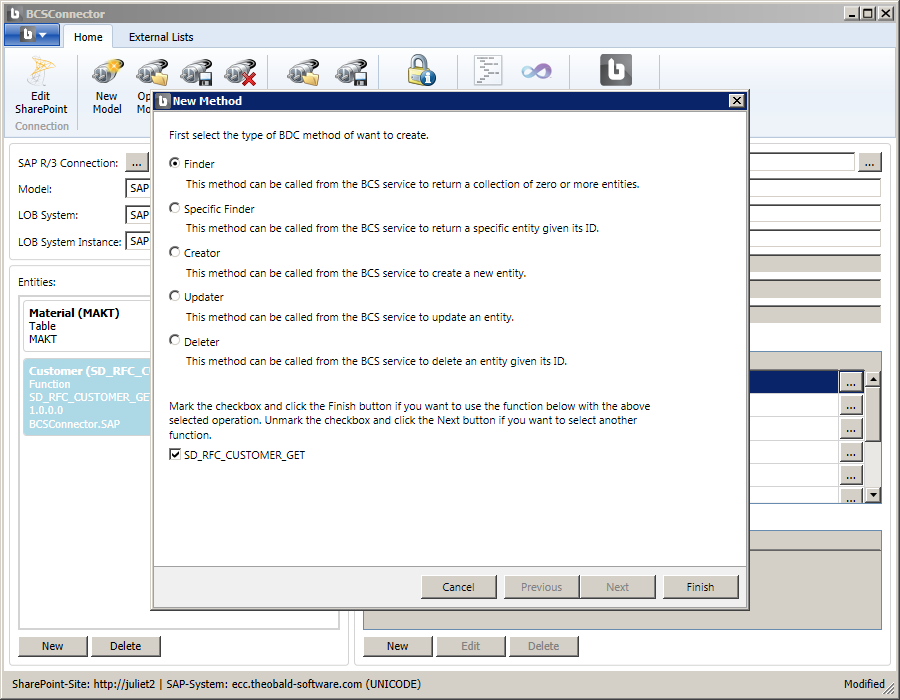 BCSConnector
Home
External Lists
Edit
SharePoint
New
Model
Connection
New Method
First select the type of BDC method of want to create.
Finder
This method can be called from the BCS service to return a collection of zero or more entities.
Specific Finder
This method can be called from the BCS service to return a specific entity given its ID.
Creator
This method can be called from the BCS service to create a new entity.
Updater
This method can be called from the BCS service to update an entity.
Deleter
This method can be called from the BCS service to delete an entity given its ID.
Mark the checkbox and click the Finish button if you want to use the function below with the above
selected operation. Unmark the checkbox and click the Next button if you want to select another
function.
SD_RFC_CUSTOMER_GET
Cancel
Previous
Next
Finish
SAP R/3 Connection: ...
Model: SAP
LOB System: SAP
LOB System Instance: SAP
...
Entities:
Material (MAKT)
Table
MAKT
Customer (SD_RFC_C
Function
SD_RFC_CUSTOMER_GE
1.0.0.0
BCSConnector.SAP
...
...
...
...
...
...
New
Delete
New
Edit
Delete
SharePoint-Site: http://juliet2 | SAP-System: ecc.theobald-software.com (UNICODE)
Modified